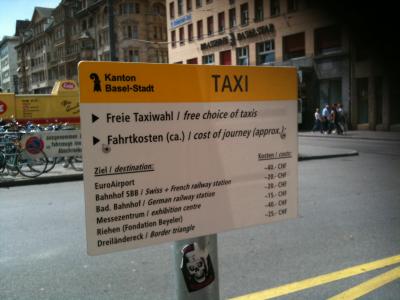 Kanton
Basel-Stadt
TAXI
Freie Taxiwahl / free choice of taxis
Fahrtkosten (ca.) / cost of journey (approx.)
Ziel / destination: Kosten / costs:
EuroAirport -40.- CHF
Bahnhof SBB / Swiss + French railway station -20.- CHF
Bad. Bahnhof / German railway station -20.- CHF
Messezentrum / exhibition centre -15.- CHF
Riehen (Fondation Beyeler) -40.- CHF
Dreiländereck / Border triangle -25.- CHF